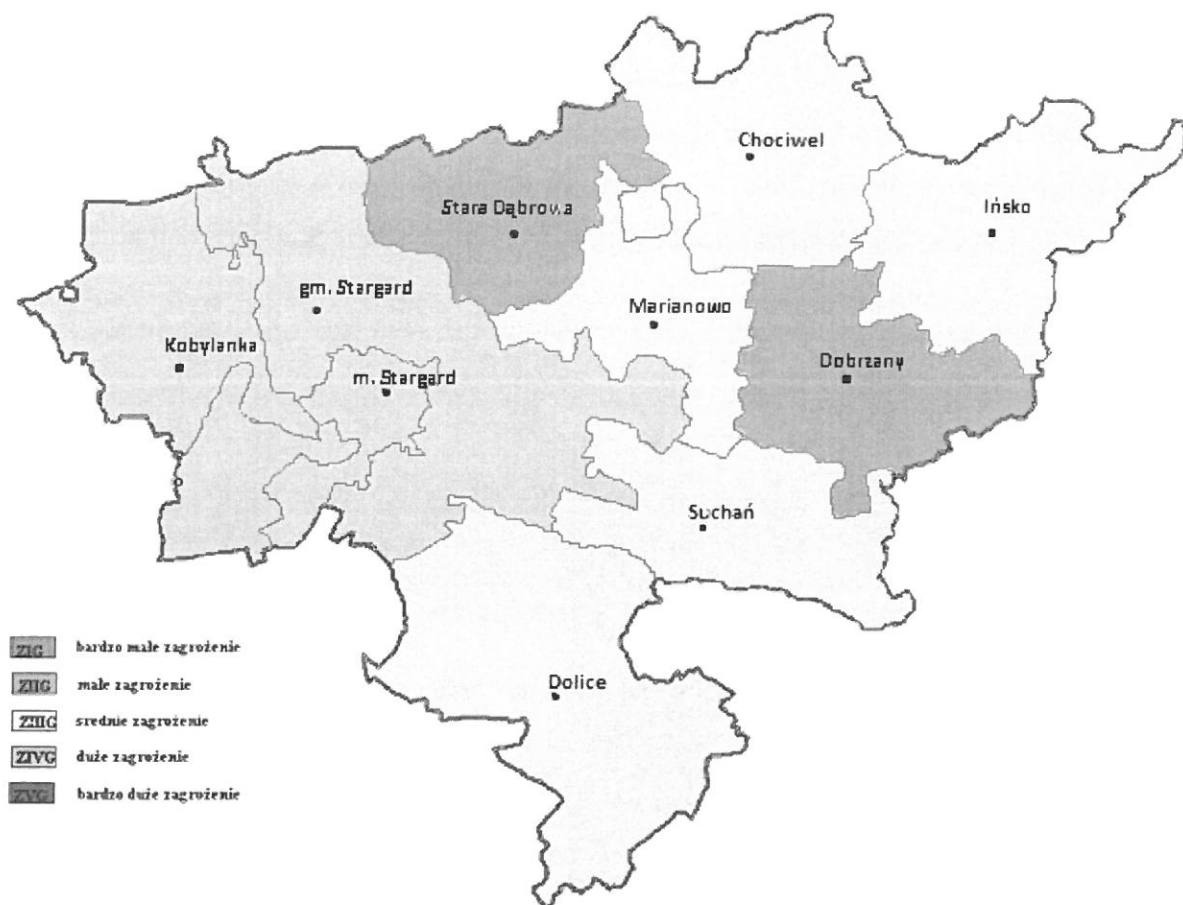 Chociwel
Ińsko
Stara Dąbrowa
gm. Stargard
Marianowo
Kobylanka
Dobrzany
m. Stargard
Suchań
Dolice
ZIG bardzo małe zagrożenie
ZIIG małe zagrożenie
ZIIIG średnie zagrożenie
ZIVG duże zagrożenie
ZVG bardzo duże zagrożenie